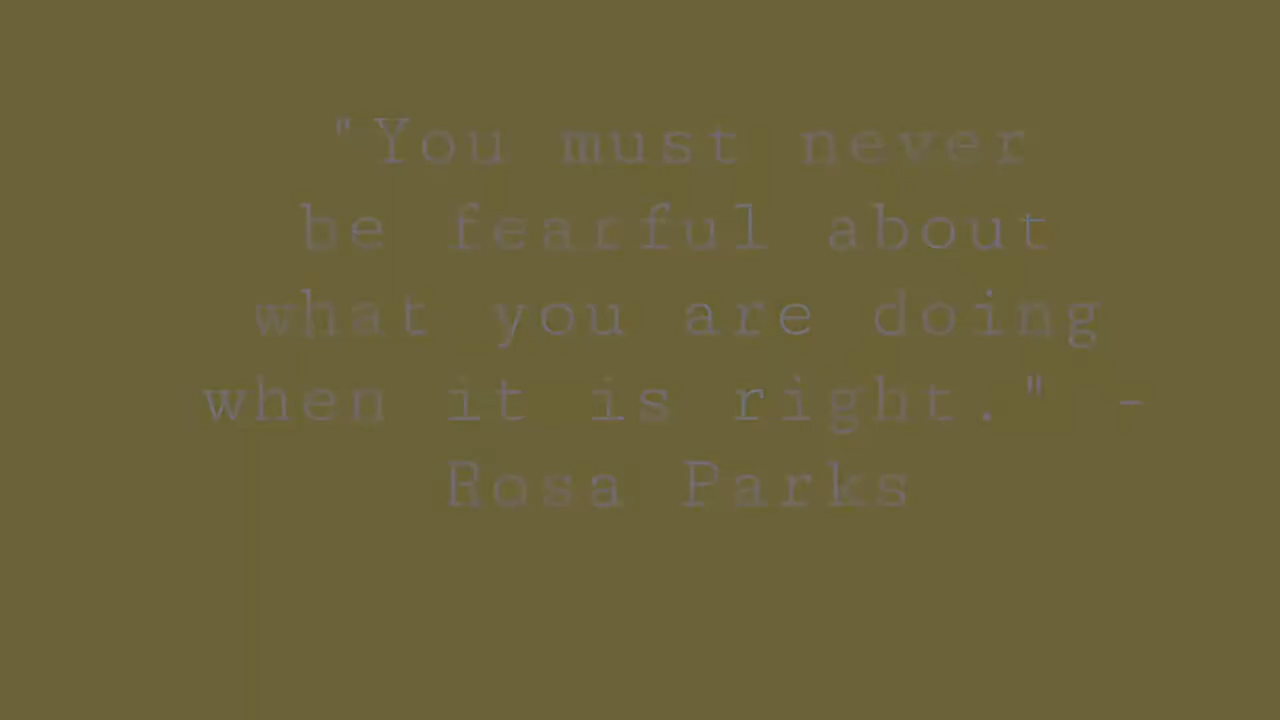 "You must never
be fearful about
what you are doing
when it is right." -
Rosa Parks